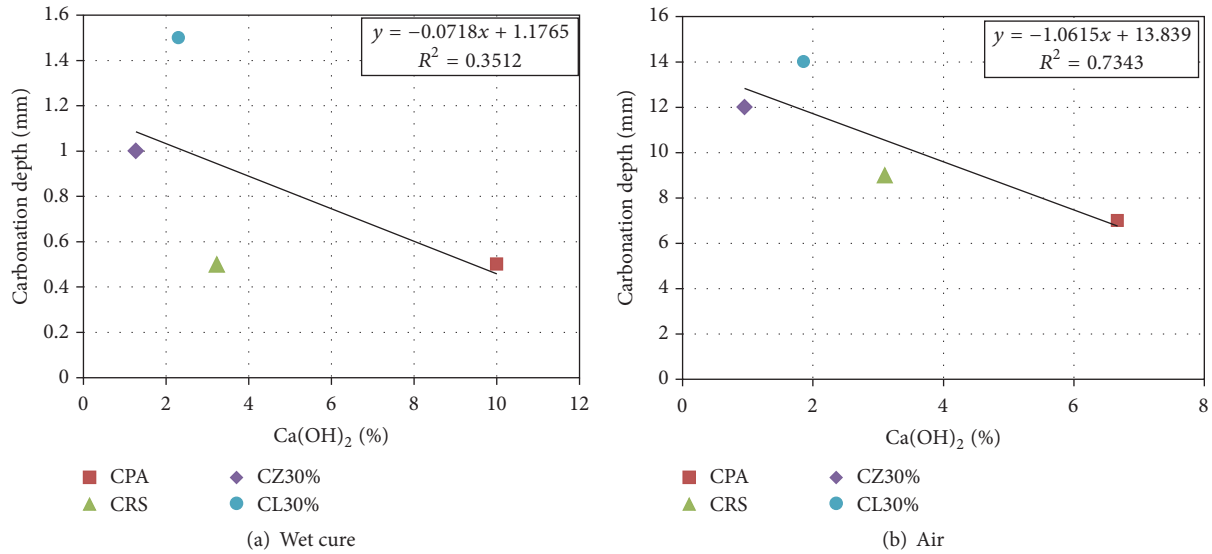 1.6
1.4
1.2
1
0.8
0.6
0.4
0.2
0
Carbonation depth (mm)
y = −0.0718x + 1.1765
R² = 0.3512
0 2 4 6 8 10 12
Ca(OH)₂ (%)
CPA CZ30%
CRS CL30%
(a) Wet cure
16
14
12
10
8
6
4
2
0
Carbonation depth (mm)
y = −1.0615x + 13.839
R² = 0.7343
0 2 4 6 8
Ca(OH)₂ (%)
CPA CZ30%
CRS CL30%
(b) Air